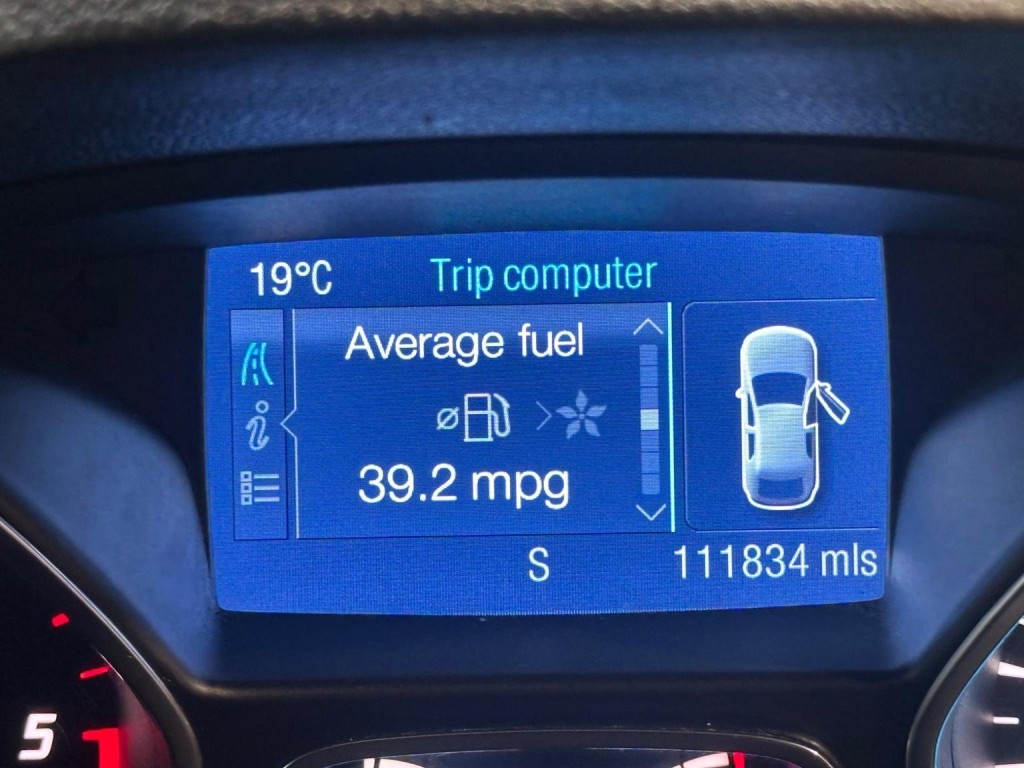 19°C
Trip computer
Average fuel
39.2 mpg
S
111834 mls
5